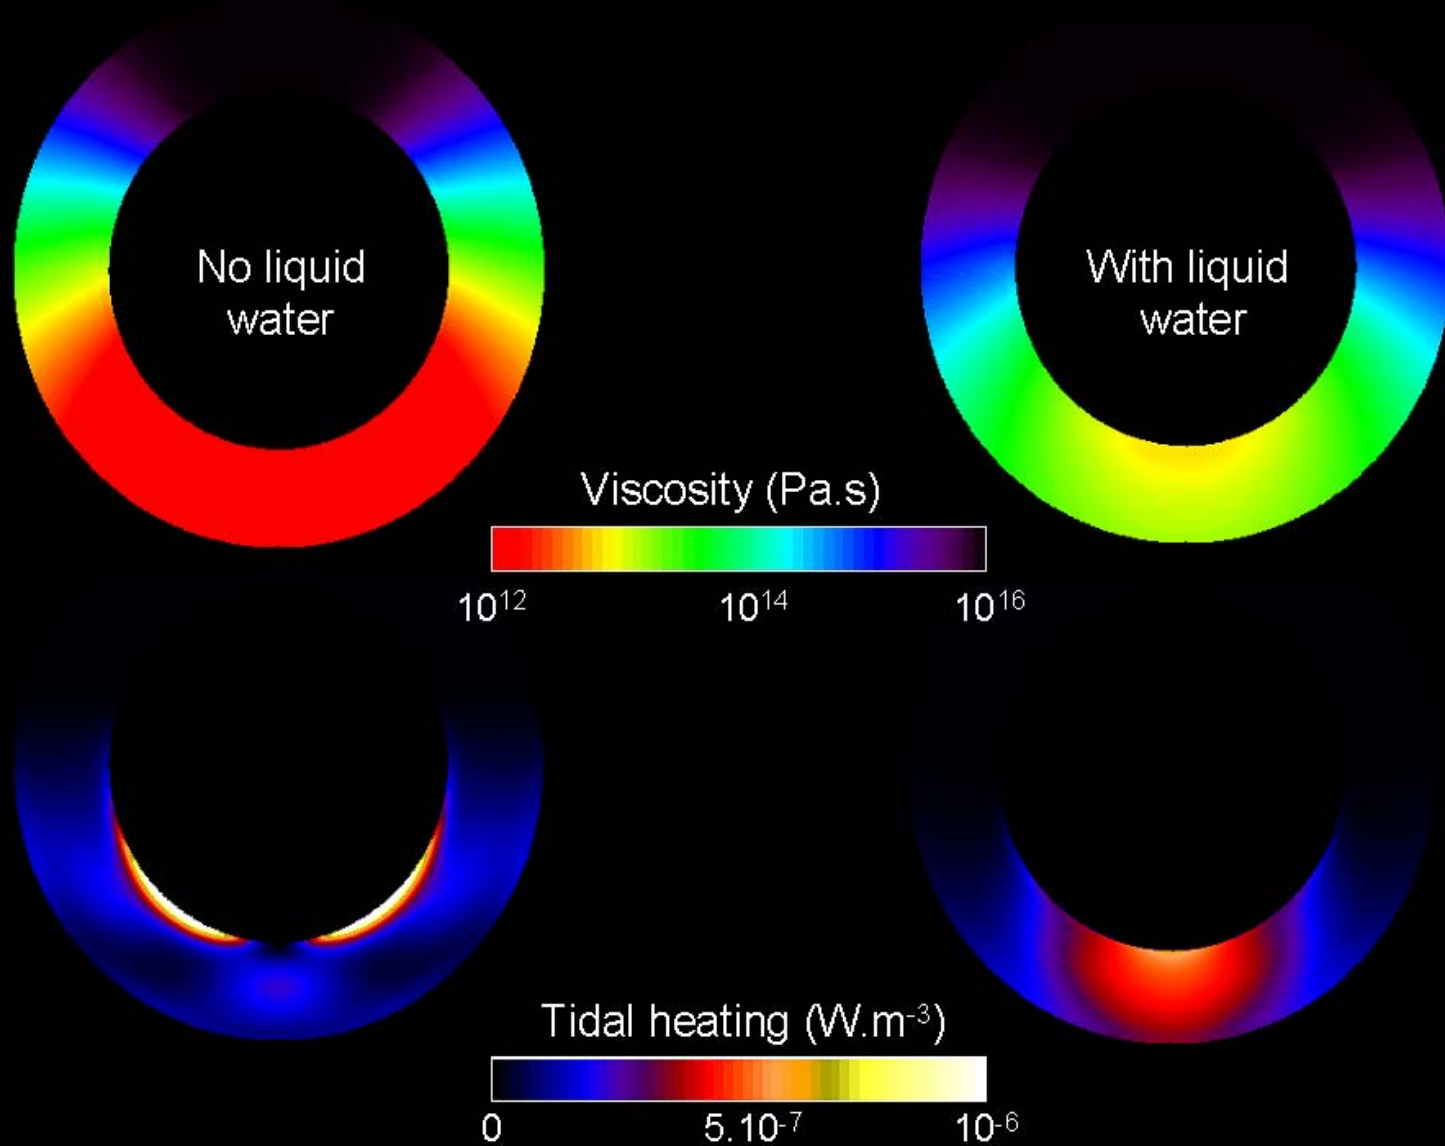 No liquid
water
With liquid
water
Viscosity (Pa.s)
10¹² 10¹⁴ 10¹⁶
Tidal heating (W.m⁻³)
0 5.10⁻⁷ 10⁻⁶